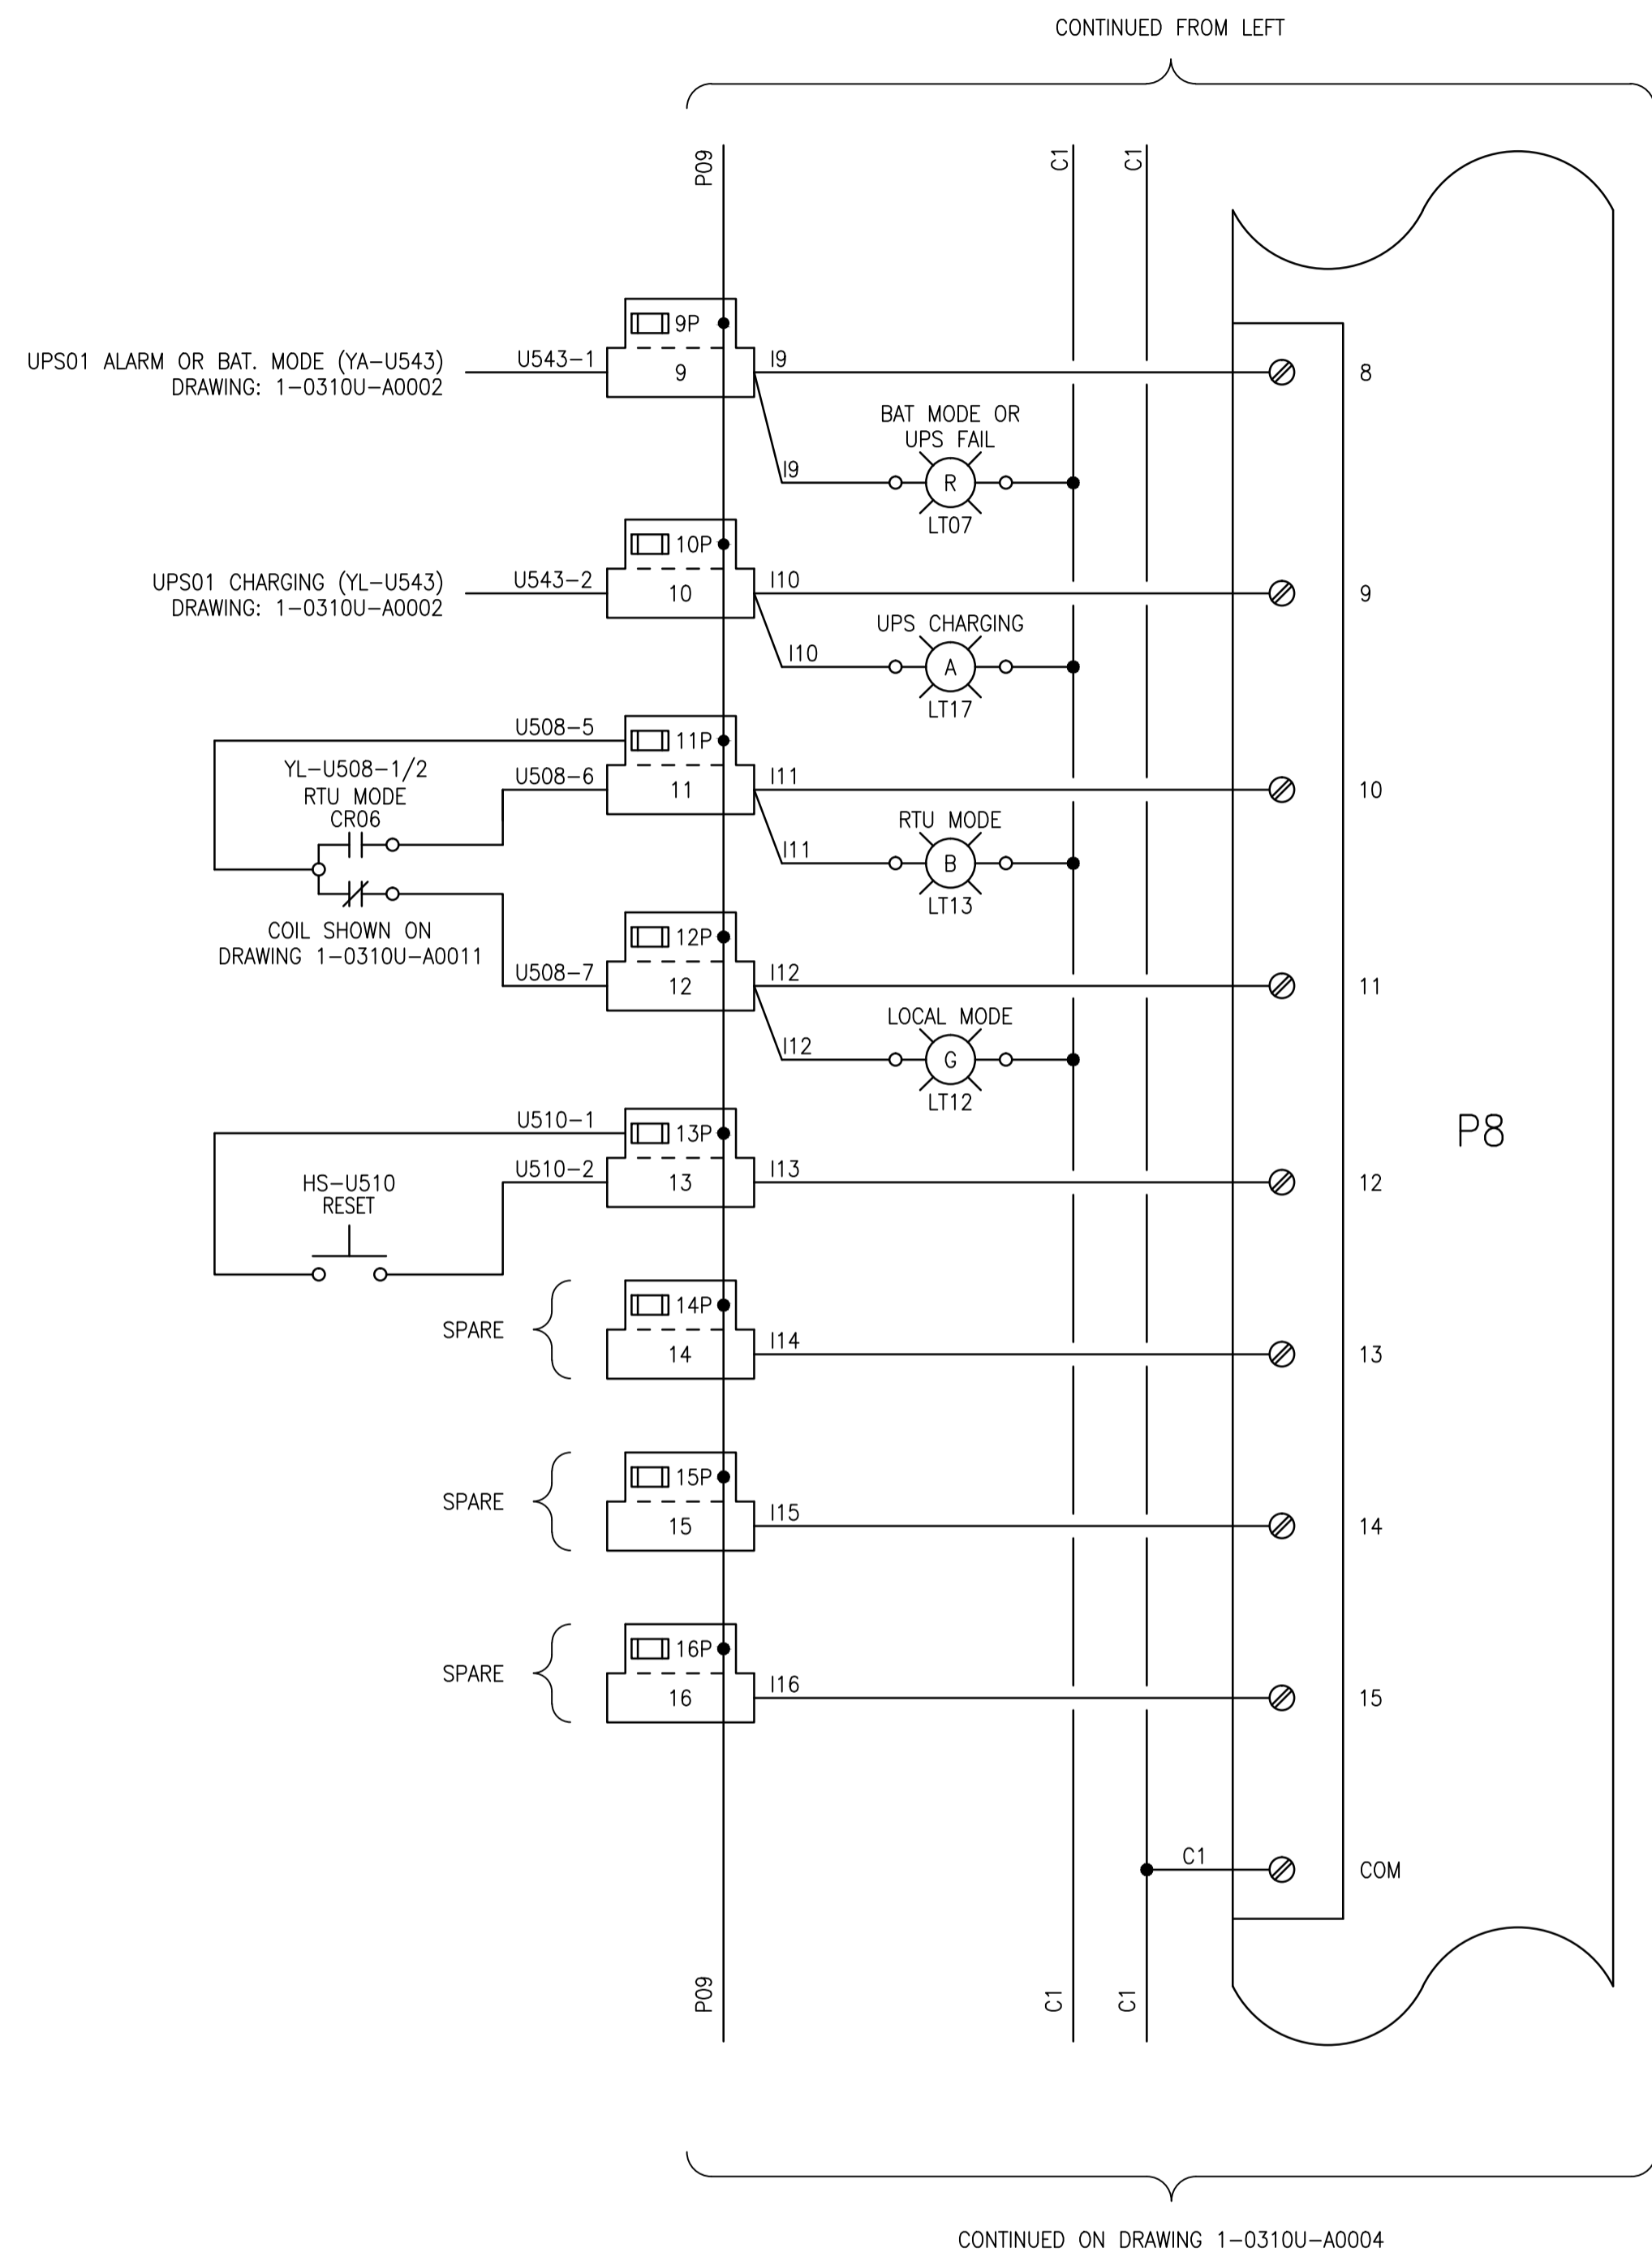 CONTINUED FROM LEFT
P09
C1
C1
9P
UPS01 ALARM OR BAT. MODE (YA-U543)
DRAWING: 1-0310U-A0002
U543-1
9
I9
8
BAT MODE OR
UPS FAIL
I9
R
LT07
10P
UPS01 CHARGING (YL-U543)
DRAWING: 1-0310U-A0002
U543-2
10
I10
9
UPS CHARGING
I10
A
LT17
U508-5
11P
YL-U508-1/2
RTU MODE
CR06
U508-6
11
I11
10
RTU MODE
I11
B
LT13
COIL SHOWN ON
DRAWING 1-0310U-A0011
12P
U508-7
12
I12
11
LOCAL MODE
I12
G
LT12
U510-1
13P
P8
HS-U510
RESET
U510-2
13
I13
12
SPARE
14P
14
I14
13
SPARE
15P
15
I15
14
SPARE
16P
16
I16
15
C1
COM
P09
C1
C1
CONTINUED ON DRAWING 1-0310U-A0004